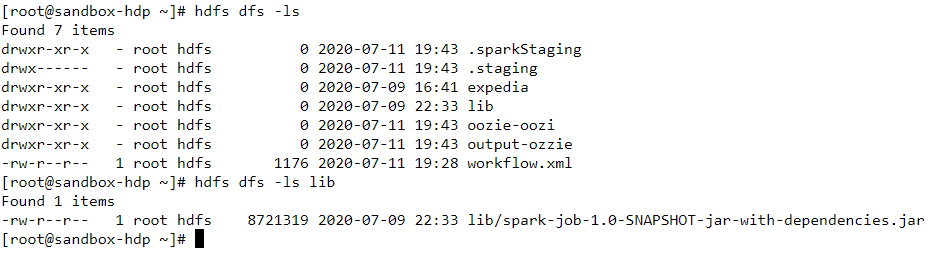 [root@sandbox-hdp ~]# hdfs dfs -ls
Found 7 items
drwxr-xr-x   - root hdfs          0 2020-07-11 19:43 .sparkStaging
drwx------   - root hdfs          0 2020-07-11 19:43 .staging
drwxr-xr-x   - root hdfs          0 2020-07-09 16:41 expedia
drwxr-xr-x   - root hdfs          0 2020-07-09 22:33 lib
drwxr-xr-x   - root hdfs          0 2020-07-11 19:43 oozie-oozi
drwxr-xr-x   - root hdfs          0 2020-07-11 19:43 output-ozzie
-rw-r--r--   1 root hdfs       1176 2020-07-11 19:28 workflow.xml
[root@sandbox-hdp ~]# hdfs dfs -ls lib
Found 1 items
-rw-r--r--   1 root hdfs    8721319 2020-07-09 22:33 lib/spark-job-1.0-SNAPSHOT-jar-with-dependencies.jar
[root@sandbox-hdp ~]#